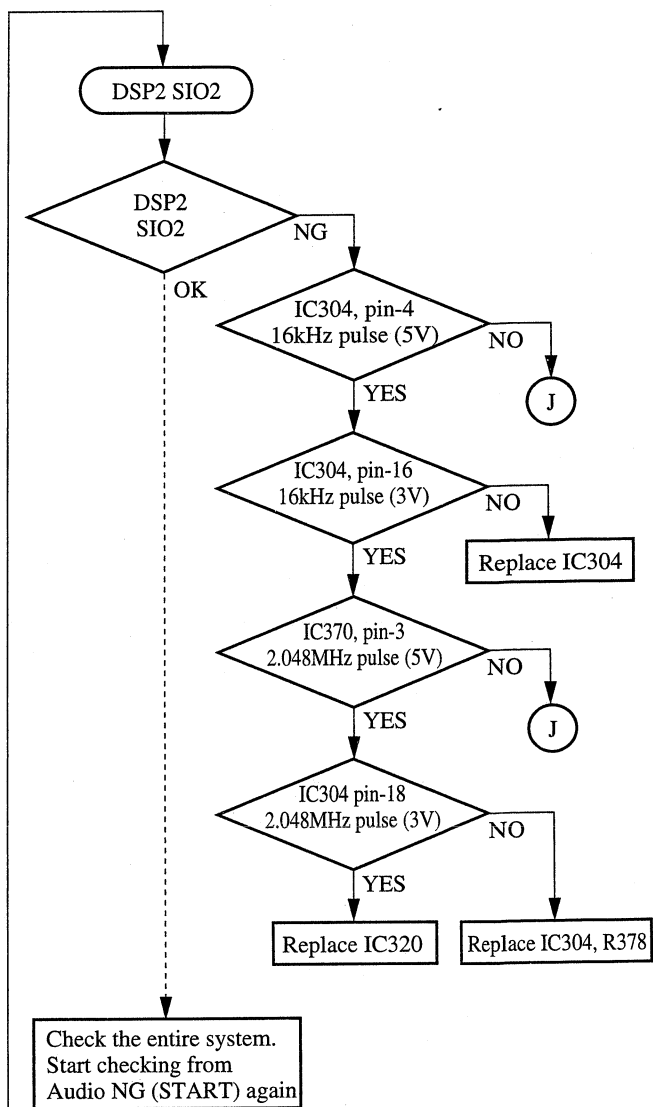 DSP2 SIO2
DSP2
SIO2
NG
OK
IC304, pin-4
16kHz pulse (5V)
NO
J
YES
IC304, pin-16
16kHz pulse (3V)
NO
Replace IC304
YES
IC370, pin-3
2.048MHz pulse (5V)
NO
J
YES
IC304 pin-18
2.048MHz pulse (3V)
NO
YES
Replace IC320
Replace IC304, R378
Check the entire system.
Start checking from
Audio NG (START) again